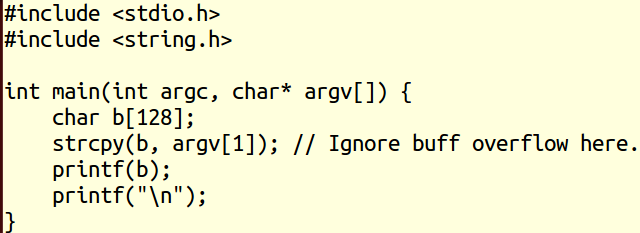 #include <stdio.h>
#include <string.h>

int main(int argc, char* argv[]) {
    char b[128];
    strcpy(b, argv[1]); // Ignore buff overflow here.
    printf(b);
    printf("\n");
}